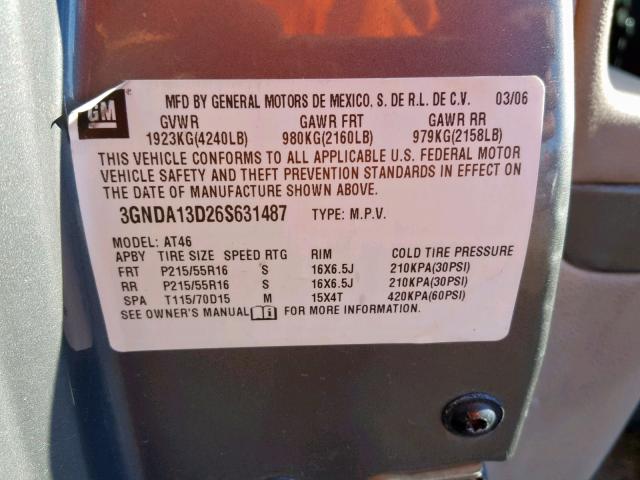 GM
MFD BY GENERAL MOTORS DE MEXICO, S. DE R.L. DE C.V. 03/06
GVWR GAWR FRT GAWR RR
1923KG(4240LB) 980KG(2160LB) 979KG(2158LB)
THIS VEHICLE CONFORMS TO ALL APPLICABLE U.S. FEDERAL MOTOR
VEHICLE SAFETY AND THEFT PREVENTION STANDARDS IN EFFECT ON
THE DATE OF MANUFACTURE SHOWN ABOVE.
3GNDA13D26S631487 TYPE: M.P.V.
MODEL: AT46
APBY TIRE SIZE SPEED RTG RIM COLD TIRE PRESSURE
FRT P215/55R16 S 16X6.5J 210KPA(30PSI)
RR P215/55R16 S 16X6.5J 210KPA(30PSI)
SPA T115/70D15 M 15X4T 420KPA(60PSI)
SEE OWNER'S MANUAL FOR MORE INFORMATION.